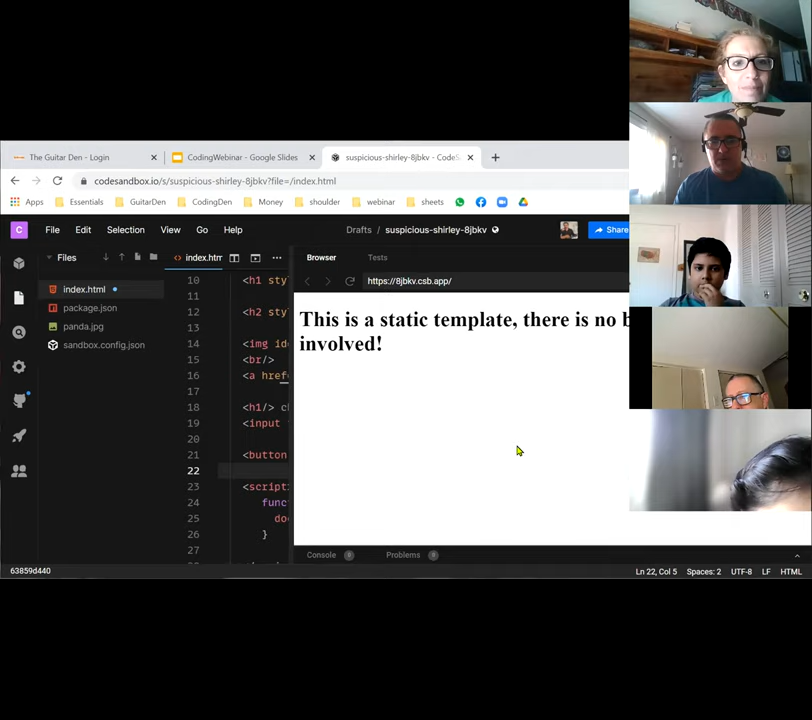 The Guitar Den - Login
CodingWebinar - Google Slides
suspicious-shirley-8jbkv - CodeS
codesandbox.io/s/suspicious-shirley-8jbkv?file=/index.html
Apps Essentials GuitarDen CodingDen Money shoulder webinar sheets
C File Edit Selection View Go Help Drafts / suspicious-shirley-8jbkv Share
Files index.htm Browser Tests
index.html
package.json
panda.jpg
sandbox.config.json
https://8jbkv.csb.app/
10 <h1 styl
11
12 <h2 styl
13
14 <img id
15 <br/>
16 <a href
17
18 <h1/> c
19 <input
20
21 <button
22
23 <script
24 func
25 do
26 }
27
This is a static template, there is no b
involved!
Console 0 Problems 0
63859d440 Ln 22, Col 5 Spaces: 2 UTF-8 LF HTML